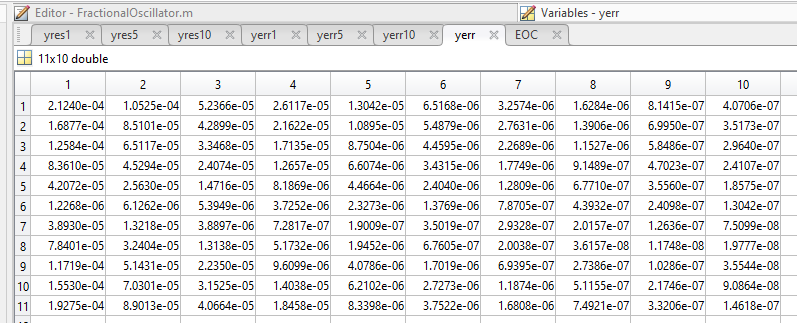 Editor - FractionalOscillator.m Variables - yerr
yres1 yres5 yres10 yerr1 yerr5 yerr10 yerr EOC
11x10 double
1 2 3 4 5 6 7 8 9 10
1 2.1240e-04 1.0525e-04 5.2366e-05 2.6117e-05 1.3042e-05 6.5168e-06 3.2574e-06 1.6284e-06 8.1415e-07 4.0706e-07
2 1.6877e-04 8.5101e-05 4.2899e-05 2.1622e-05 1.0895e-05 5.4879e-06 2.7631e-06 1.3906e-06 6.9950e-07 3.5173e-07
3 1.2584e-04 6.5117e-05 3.3468e-05 1.7135e-05 8.7504e-06 4.4595e-06 2.2689e-06 1.1527e-06 5.8486e-07 2.9640e-07
4 8.3610e-05 4.5294e-05 2.4074e-05 1.2657e-05 6.6074e-06 3.4315e-06 1.7749e-06 9.1489e-07 4.7023e-07 2.4107e-07
5 4.2072e-05 2.5630e-05 1.4716e-05 8.1869e-06 4.4664e-06 2.4040e-06 1.2809e-06 6.7710e-07 3.5560e-07 1.8575e-07
6 1.2268e-06 6.1262e-06 5.3949e-06 3.7252e-06 2.3273e-06 1.3769e-06 7.8705e-07 4.3932e-07 2.4098e-07 1.3042e-07
7 3.8930e-05 1.3218e-05 3.8897e-06 7.2817e-07 1.9009e-07 3.5019e-07 2.9328e-07 2.0157e-07 1.2636e-07 7.5099e-08
8 7.8401e-05 3.2404e-05 1.3138e-05 5.1732e-06 1.9452e-06 6.7605e-07 2.0038e-07 3.6157e-08 1.1748e-08 1.9777e-08
9 1.1719e-04 5.1431e-05 2.2350e-05 9.6099e-06 4.0786e-06 1.7019e-06 6.9395e-07 2.7386e-07 1.0286e-07 3.5544e-08
10 1.5530e-04 7.0301e-05 3.1525e-05 1.4038e-05 6.2102e-06 2.7273e-06 1.1874e-06 5.1155e-07 2.1746e-07 9.0864e-08
11 1.9275e-04 8.9013e-05 4.0664e-05 1.8458e-05 8.3398e-06 3.7522e-06 1.6808e-06 7.4921e-07 3.3206e-07 1.4618e-07